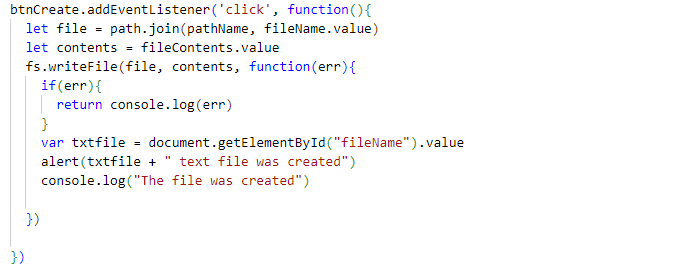 btnCreate.addEventListener('click', function(){
  let file = path.join(pathName, fileName.value)
  let contents = fileContents.value
  fs.writeFile(file, contents, function(err){
    if(err){
      return console.log(err)
    }
    var txtfile = document.getElementById("fileName").value
    alert(txtfile + " text file was created")
    console.log("The file was created")
  })
})